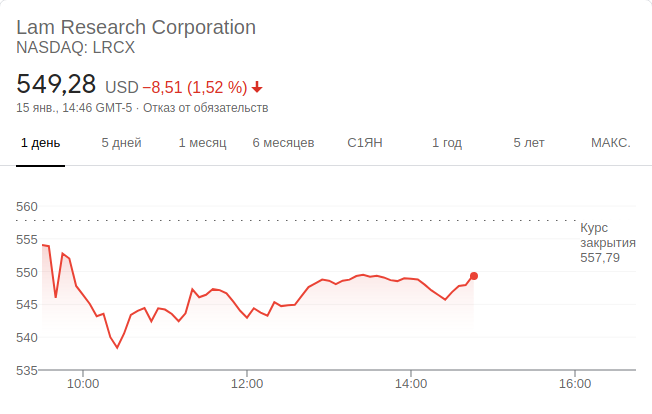 Lam Research Corporation
NASDAQ: LRCX
549,28 USD −8,51 (1,52 %)
15 янв., 14:46 GMT-5 · Отказ от обязательств
1 день 5 дней 1 месяц 6 месяцев С1ЯН 1 год 5 лет МАКС.
560
555
550
545
540
535
Курс
закрытия
557,79
10:00 12:00 14:00 16:00